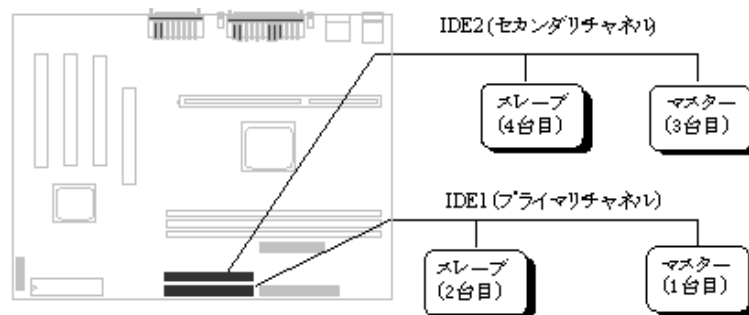 IDE2(セカンダリチャネル)
スレーブ
(4台目)
マスター
(3台目)
IDE1(プライマリチャネル)
スレーブ
(2台目)
マスター
(1台目)